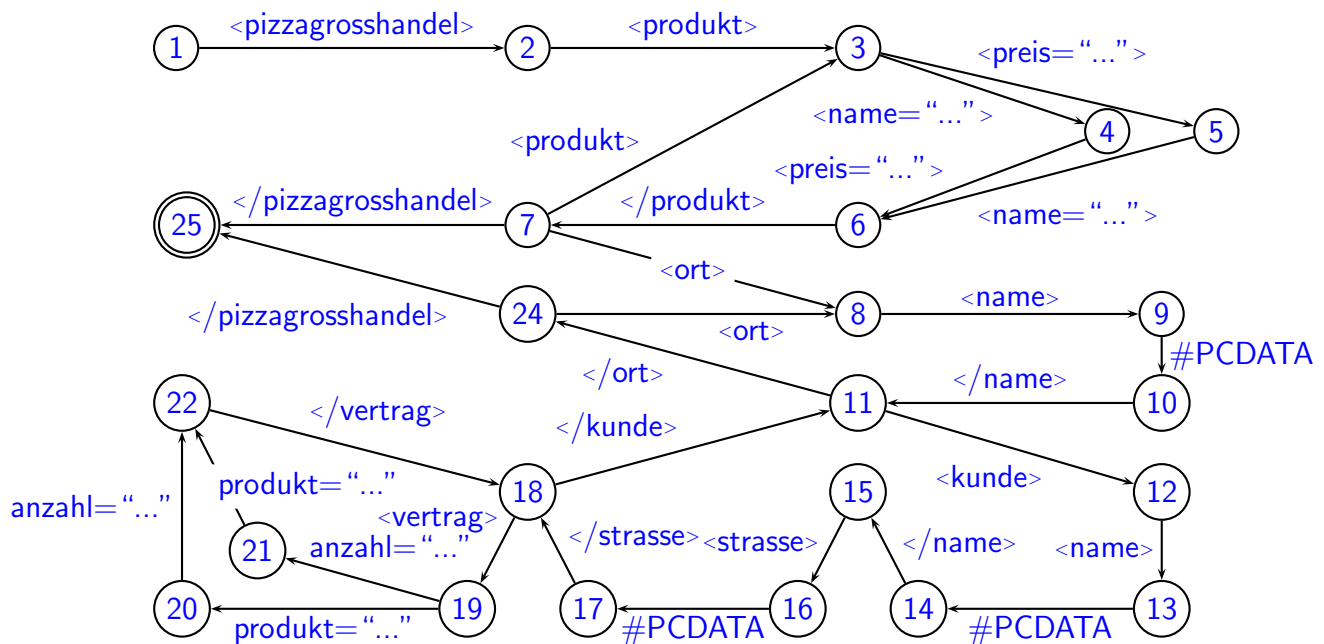 <pizzagrosshandel>
<produkt>
1
2
3
<preis=“...”>
<name=“...”>
4
5
<produkt>
<preis=“...”>
</pizzagrosshandel>
</produkt>
<name=“...”>
25
7
6
<ort>
</pizzagrosshandel>
24
8
<name>
9
<ort>
#PCDATA
</ort>
</name>
22
</vertrag>
11
10
</kunde>
anzahl=“...”
produkt=“...”
18
15
<kunde>
12
<vertrag>
21
anzahl=“...”
</strasse>
<strasse>
</name>
<name>
20
19
17
16
14
13
produkt=“...”
#PCDATA
#PCDATA